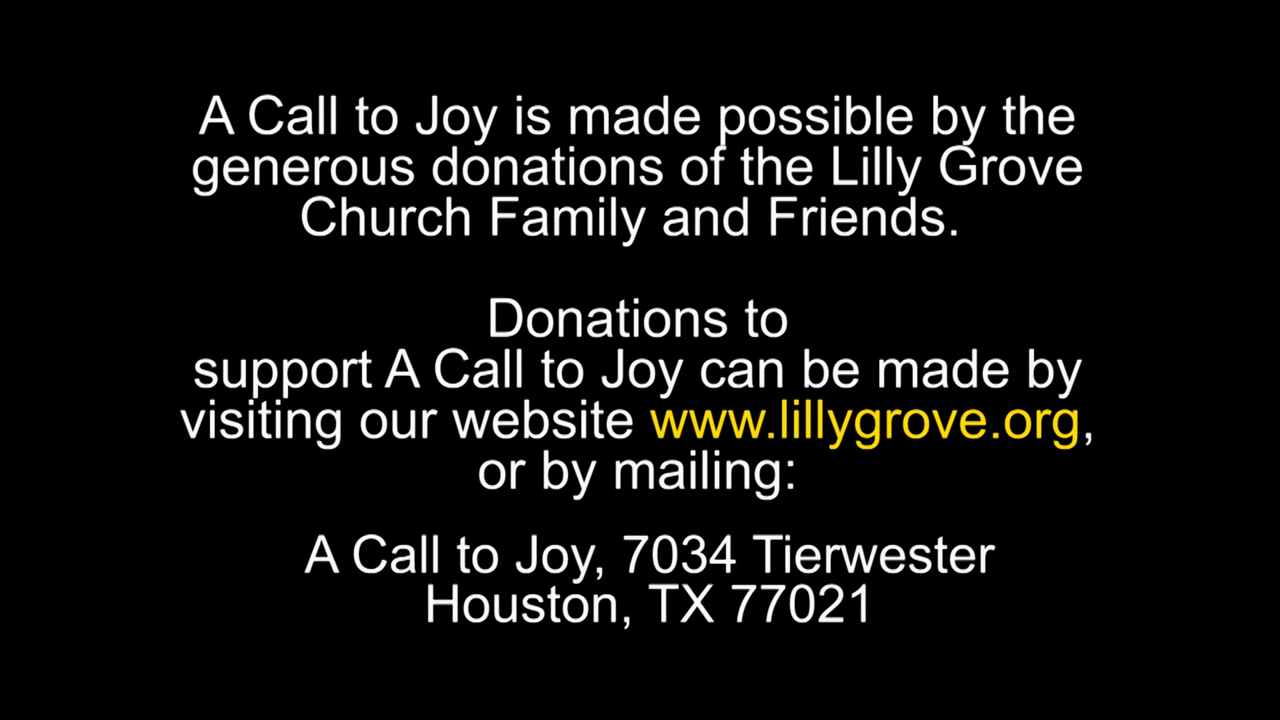 A Call to Joy is made possible by the
generous donations of the Lilly Grove
Church Family and Friends.
Donations to
support A Call to Joy can be made by
visiting our website www.lillygrove.org,
or by mailing:
A Call to Joy, 7034 Tierwester
Houston, TX 77021